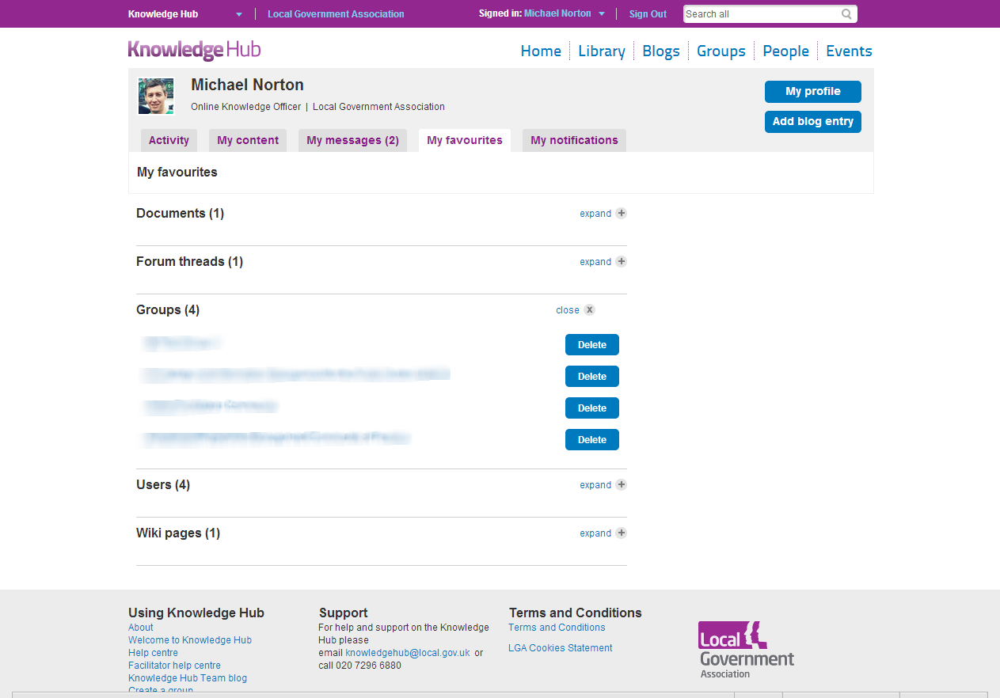 Knowledge Hub
Local Government Association
Signed in: Michael Norton
Sign Out
Search all
Knowledge Hub
Home
Library
Blogs
Groups
People
Events
Michael Norton
Online Knowledge Officer | Local Government Association
My profile
Add blog entry
Activity
My content
My messages (2)
My favourites
My notifications
My favourites
Documents (1)
expand
Forum threads (1)
expand
Groups (4)
close x
Delete
Delete
Delete
Delete
Users (4)
expand
Wiki pages (1)
expand
Using Knowledge Hub
About
Welcome to Knowledge Hub
Help centre
Facilitator help centre
Knowledge Hub Team blog
Create a group
Support
For help and support on the Knowledge
Hub please
email knowledgehub@local.gov.uk or
call 020 7296 6880
Terms and Conditions
Terms and Conditions
LGA Cookies Statement
Local
Government
Association